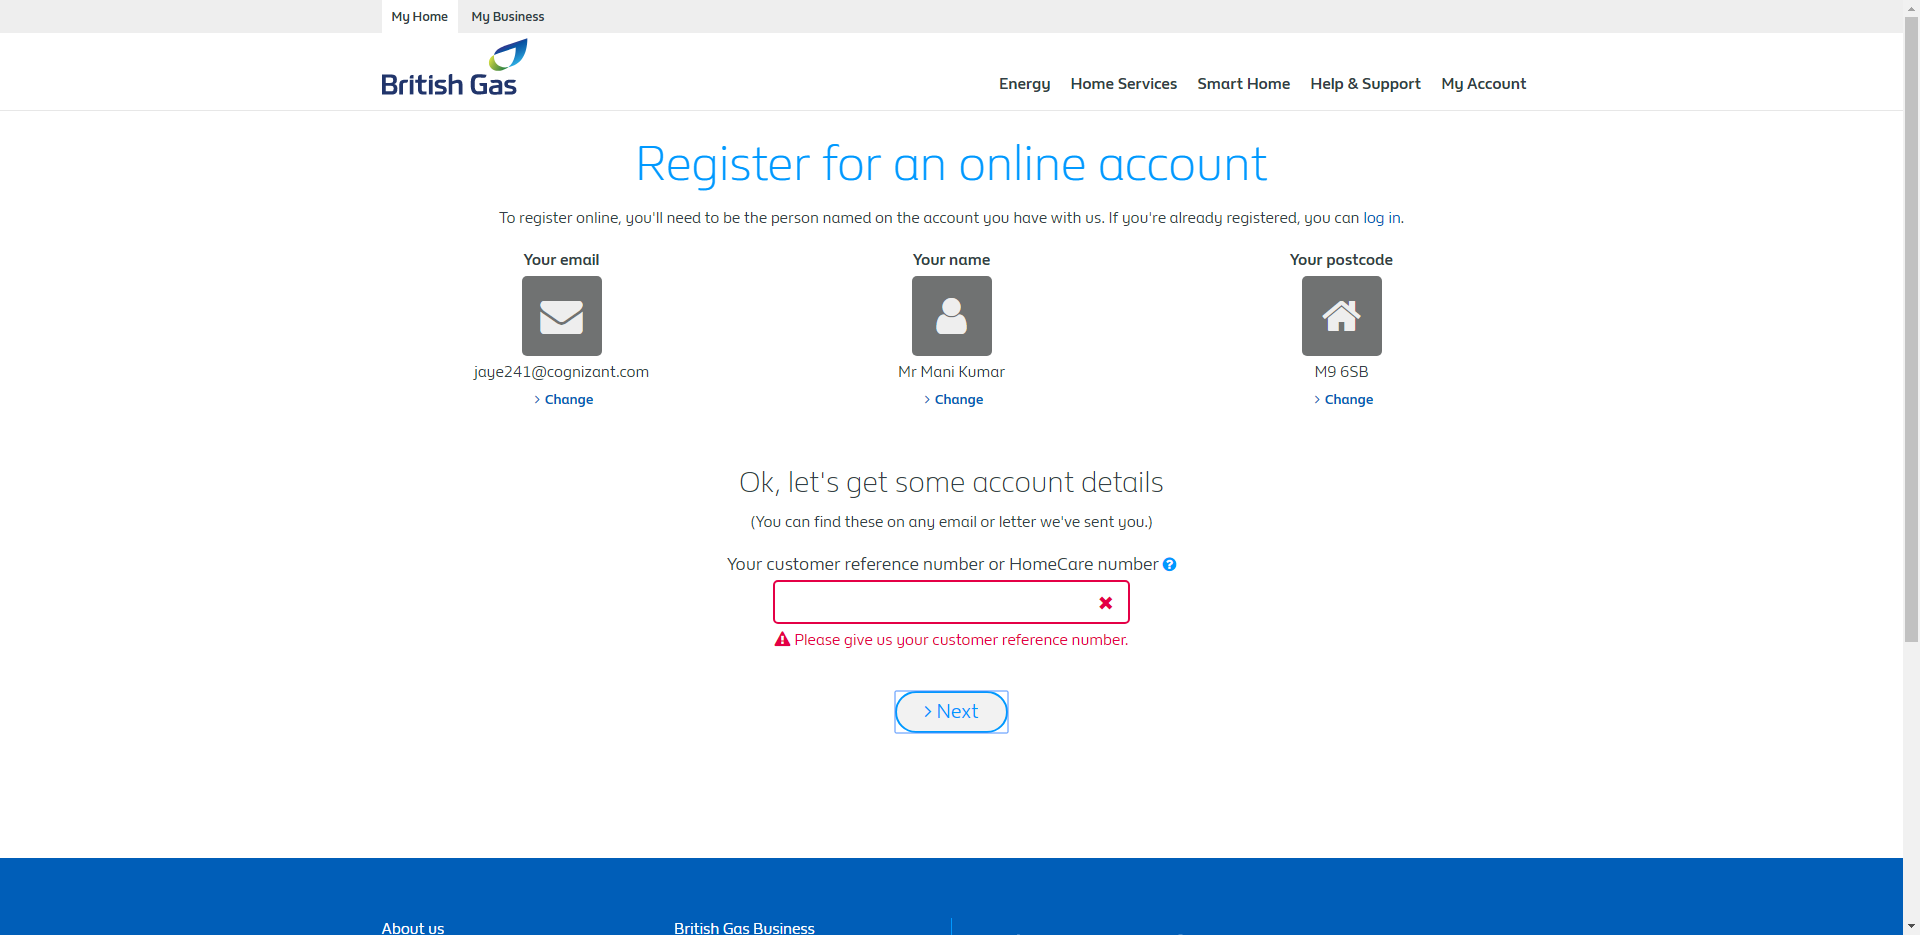 My Home My Business
British Gas
Energy Home Services Smart Home Help & Support My Account
Register for an online account
To register online, you'll need to be the person named on the account you have with us. If you're already registered, you can log in.
Your email Your name Your postcode
jaye241@cognizant.com Mr Mani Kumar M9 6SB
Change Change Change
Ok, let's get some account details
(You can find these on any email or letter we've sent you.)
Your customer reference number or HomeCare number ?
Please give us your customer reference number.
Next
About us British Gas Business